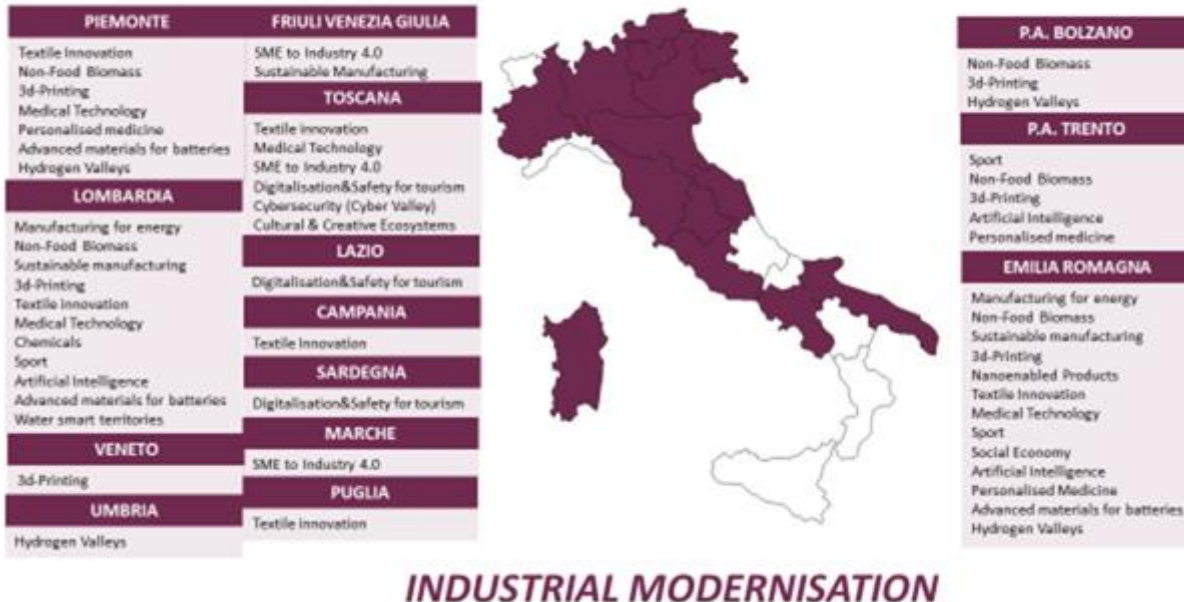 PIEMONTE
Textile Innovation
Non-Food Biomass
3d-Printing
Medical Technology
Personalised medicine
Advanced materials for batteries
Hydrogen Valleys
LOMBARDIA
Manufacturing for energy
Non-Food Biomass
Sustainable manufacturing
3d-Printing
Textile Innovation
Medical Technology
Chemicals
Sport
Artificial Intelligence
Advanced materials for batteries
Water smart territories
VENETO
3d-Printing
UMBRIA
Hydrogen Valleys
FRIULI VENEZIA GIULIA
SME to Industry 4.0
Sustainable Manufacturing
TOSCANA
Textile Innovation
Medical Technology
SME to Industry 4.0
Digitalisation&Safety for tourism
Cybersecurity (Cyber Valley)
Cultural & Creative Ecosystems
LAZIO
Digitalisation&Safety for tourism
CAMPANIA
Textile Innovation
SARDEGNA
Digitalisation&Safety for tourism
MARCHE
SME to Industry 4.0
PUGLIA
Textile Innovation
P.A. BOLZANO
Non-Food Biomass
3d-Printing
Hydrogen Valleys
P.A. TRENTO
Sport
Non-Food Biomass
3d-Printing
Artificial Intelligence
Personalised medicine
EMILIA ROMAGNA
Manufacturing for energy
Non-Food Biomass
Sustainable manufacturing
3d-Printing
Nanoenabled Products
Textile Innovation
Medical Technology
Sport
Social Economy
Artificial Intelligence
Personalised Medicine
Advanced materials for batteries
Hydrogen Valleys
INDUSTRIAL MODERNISATION